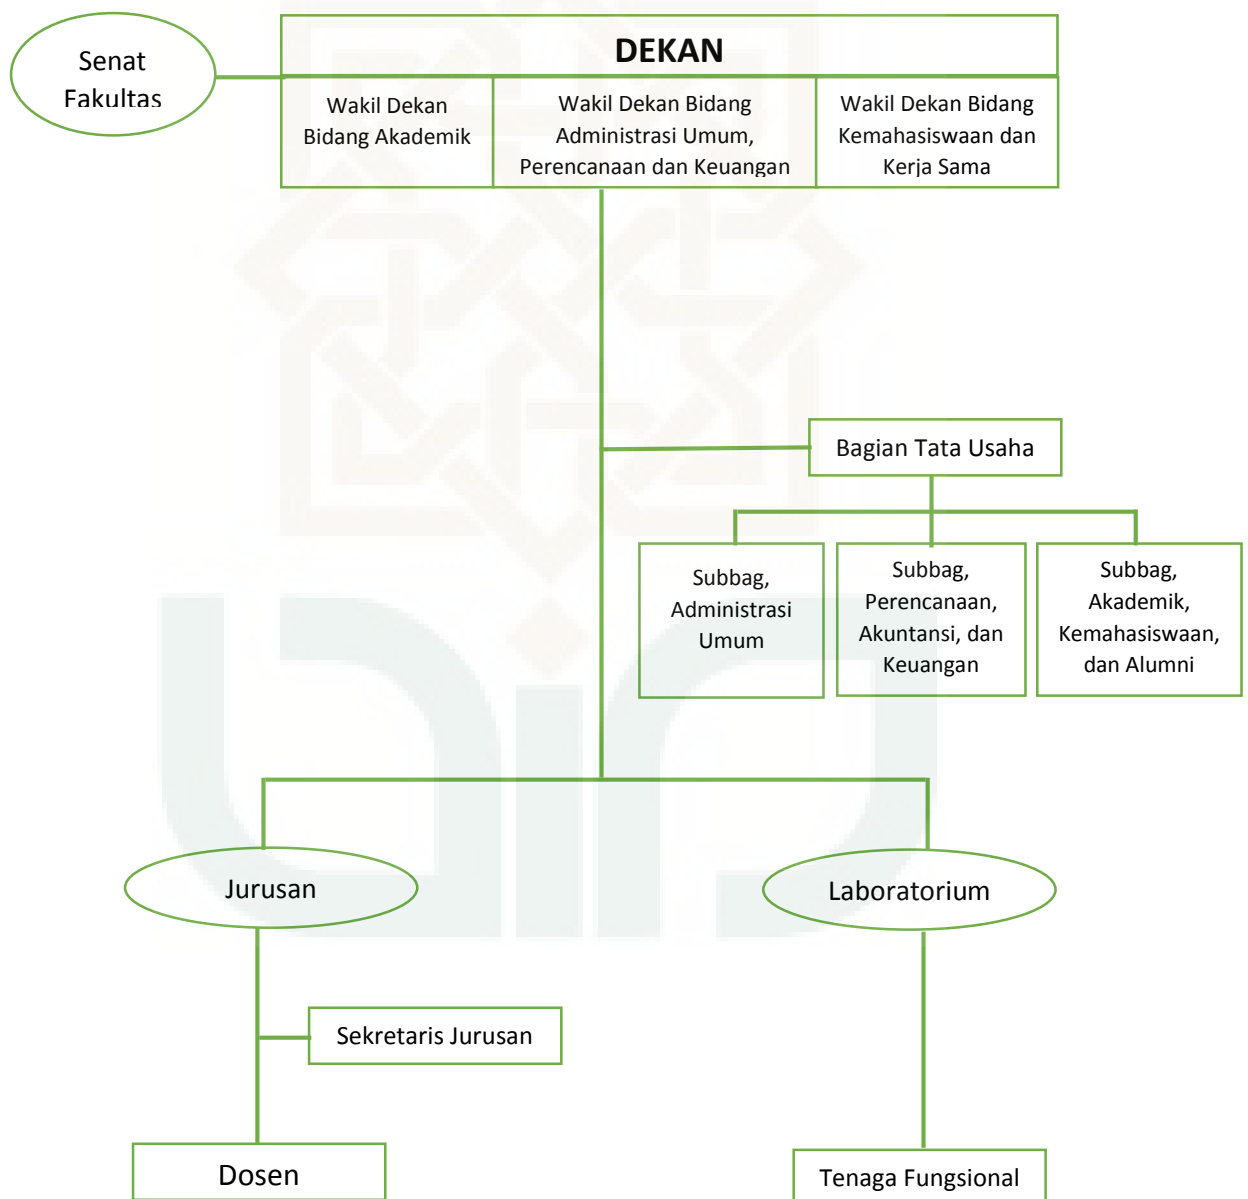 Senat
Fakultas
DEKAN
Wakil Dekan
Bidang Akademik
Wakil Dekan Bidang
Administrasi Umum,
Perencanaan dan Keuangan
Wakil Dekan Bidang
Kemahasiswaan dan
Kerja Sama
Bagian Tata Usaha
Subbag,
Administrasi
Umum
Subbag,
Perencanaan,
Akuntansi, dan
Keuangan
Subbag,
Akademik,
Kemahasiswaan,
dan Alumni
Jurusan
Laboratorium
Sekretaris Jurusan
Dosen
Tenaga Fungsional